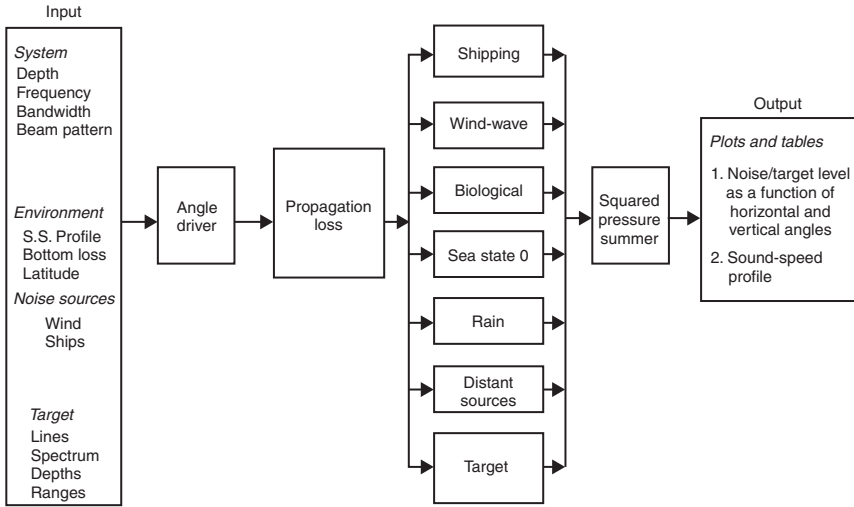 Input
System
Depth
Frequency
Bandwidth
Beam pattern
Environment
S.S. Profile
Bottom loss
Latitude
Noise sources
Wind
Ships
Target
Lines
Spectrum
Depths
Ranges
Angle
driver
Propagation
loss
Shipping
Wind-wave
Biological
Sea state 0
Rain
Distant
sources
Target
Squared
pressure
summer
Output
Plots and tables
1. Noise/target level
as a function of
horizontal and
vertical angles
2. Sound-speed
profile